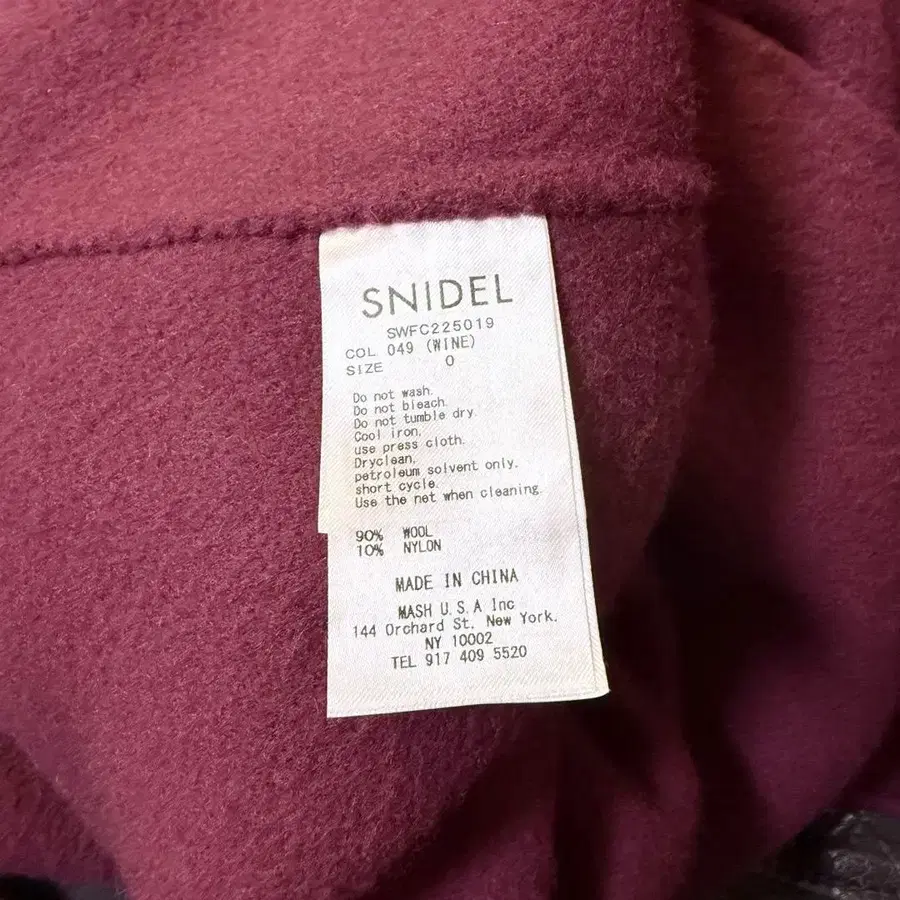 SNIDEL
SWFC225019
COL 049 (WINE)
SIZE 0
Do not wash.
Do not bleach.
Do not tumble dry.
Cool iron.
use press cloth.
Dryclean,
petroleum solvent only.
short cycle.
Use the net when cleaning.
90% WOOL
10% NYLON
MADE IN CHINA
MASH U.S.A Inc
144 Orchard St, New York.
NY 10002
TEL 917 409 5520